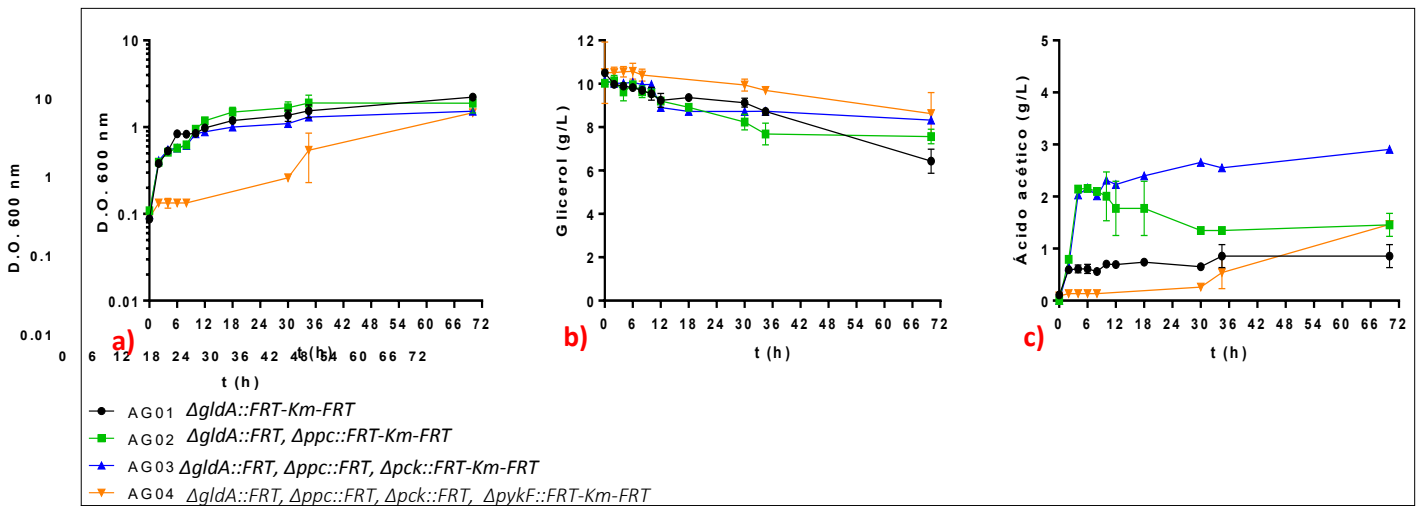 10
1
0.1
0.01
D.O. 600 nm
0 6 12 18 24 30 36 42 48 54 60 66 72
t (h)
10
1
0.1
0.01
D.O. 600 nm
0 6 12 18 24 30 36 42 48 54 60 66 72
t (h)
a)
12
10
8
6
4
2
0
Glicerol (g/L)
0 6 12 18 24 30 36 42 48 54 60 66 72
t (h)
b)
5
4
3
2
1
0
Ácido acético (g/L)
0 6 12 18 24 30 36 42 48 54 60 66 72
t (h)
c)
AG01 ΔgldA::FRT-Km-FRT
AG02 ΔgldA::FRT, Δppc::FRT-Km-FRT
AG03 ΔgldA::FRT, Δppc::FRT, Δpck::FRT-Km-FRT
AG04 ΔgldA::FRT, Δppc::FRT, Δpck::FRT, ΔpykF::FRT-Km-FRT